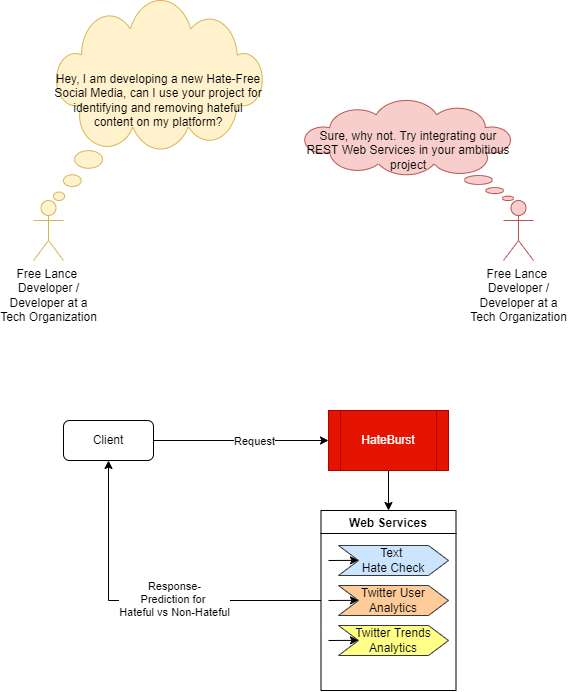 Hey, I am developing a new Hate-Free
Social Media, can I use your project for
identifying and removing hateful
content on my platform?
Sure, why not. Try integrating our
REST Web Services in your ambitious
project
Free Lance
Developer /
Developer at a
Tech Organization
Free Lance
Developer /
Developer at a
Tech Organization
Client
Request
HateBurst
Web Services
Text
Hate Check
Twitter User
Analytics
Twitter Trends
Analytics
Response-
Prediction for
Hateful vs Non-Hateful